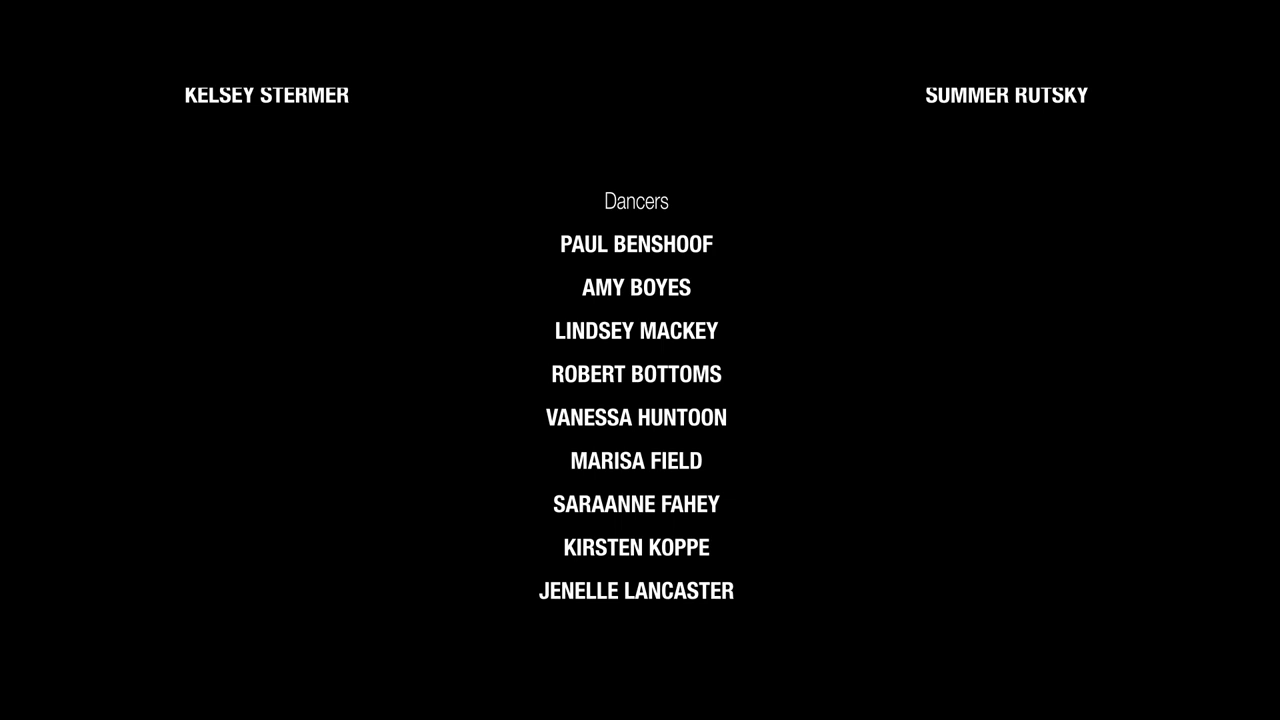 KELSEY STERMER
SUMMER RUTSKY
Dancers
PAUL BENSHOOF
AMY BOYES
LINDSEY MACKEY
ROBERT BOTTOMS
VANESSA HUNTOON
MARISA FIELD
SARAANNE FAHEY
KIRSTEN KOPPE
JENELLE LANCASTER